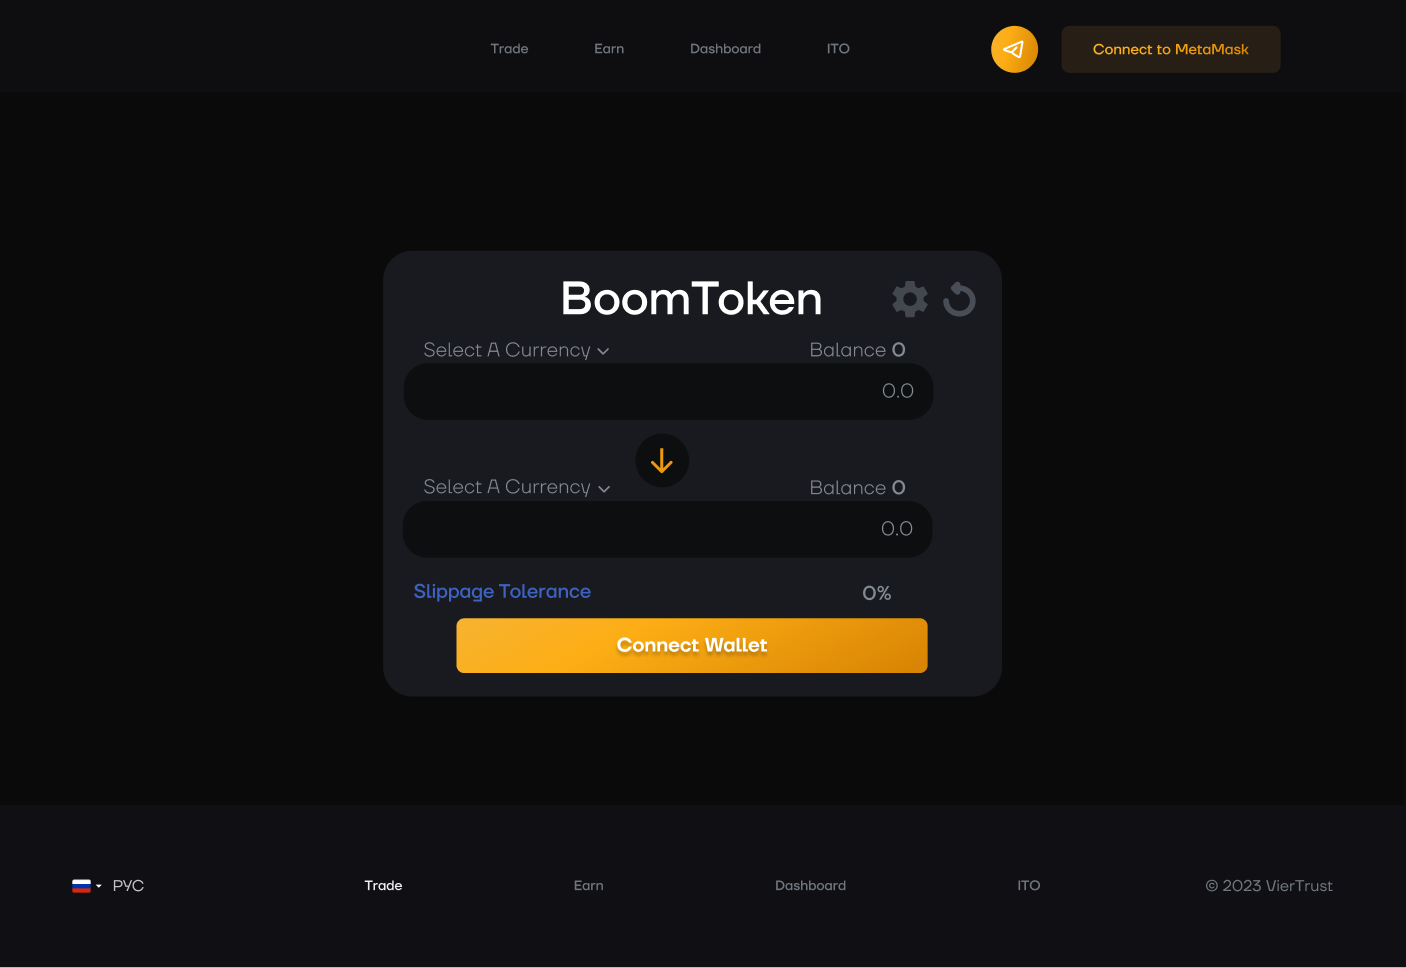 Trade Earn Dashboard ITO Connect to MetaMask
BoomToken
Select A Currency Balance 0
0.0
Select A Currency Balance 0
0.0
Slippage Tolerance 0%
Connect Wallet
РУС Trade Earn Dashboard ITO © 2023 VierTrust